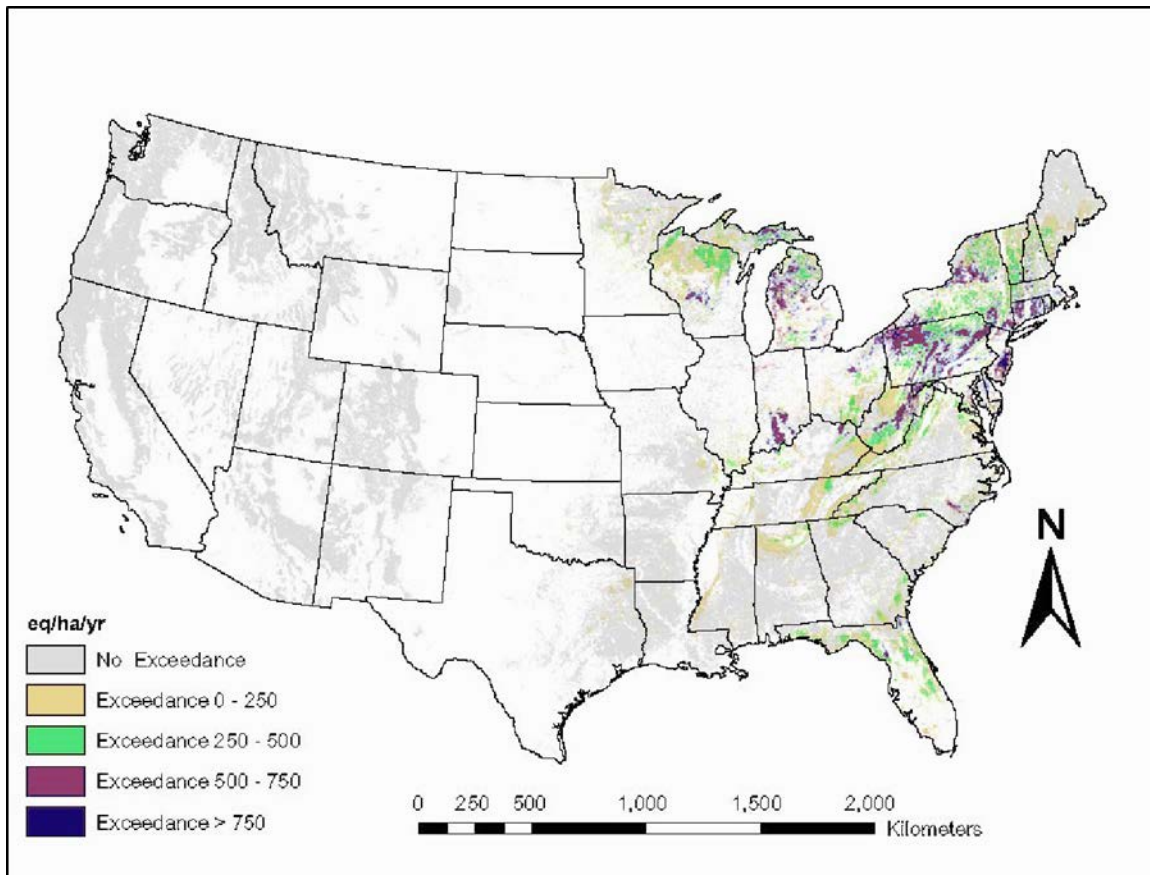 N
eq/ha/yr
No Exceedance
Exceedance 0 - 250
Exceedance 250 - 500
Exceedance 500 - 750
Exceedance > 750
0 250 500 1,000 1,500 2,000
Kilometers